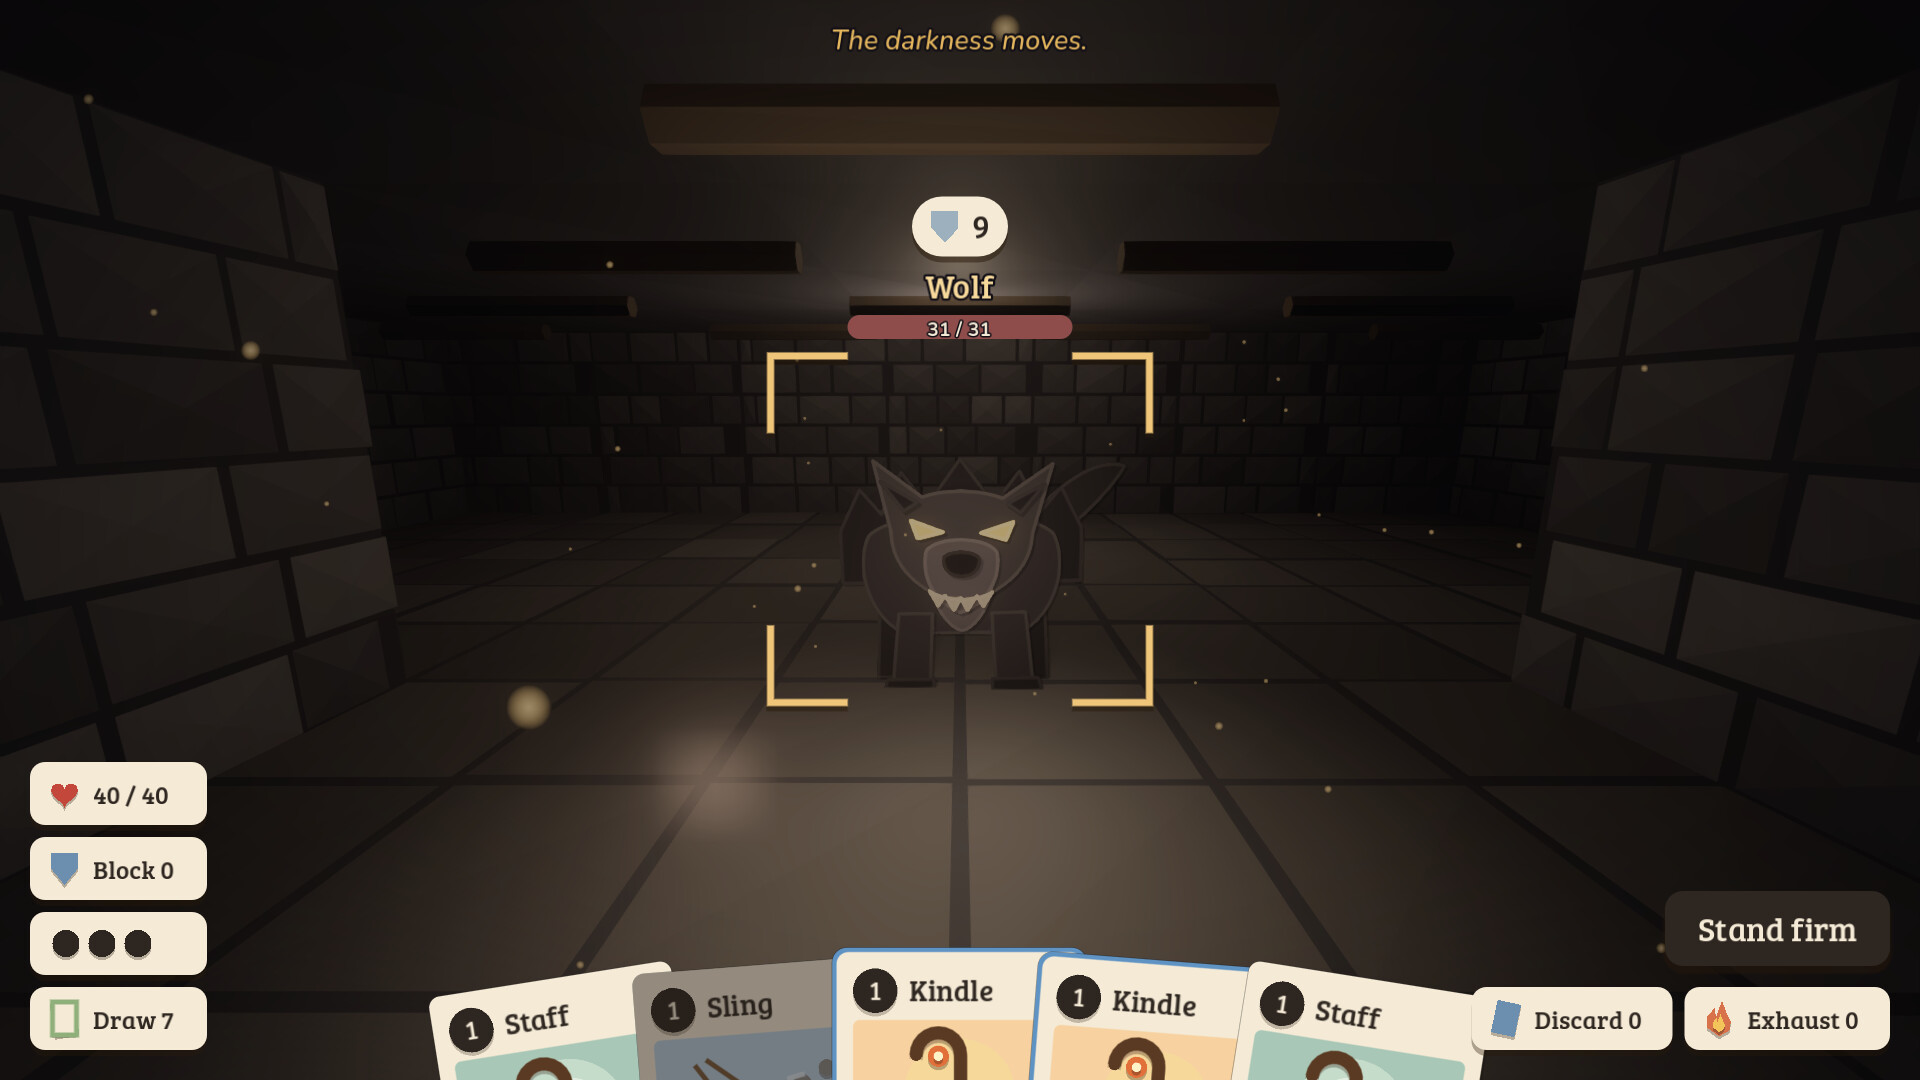 The darkness moves.
9
Wolf
31 / 31
40 / 40
Block 0
Draw 7
1 Staff
1 Sling
1 Kindle
1 Kindle
1 Staff
Stand firm
Discard 0
Exhaust 0